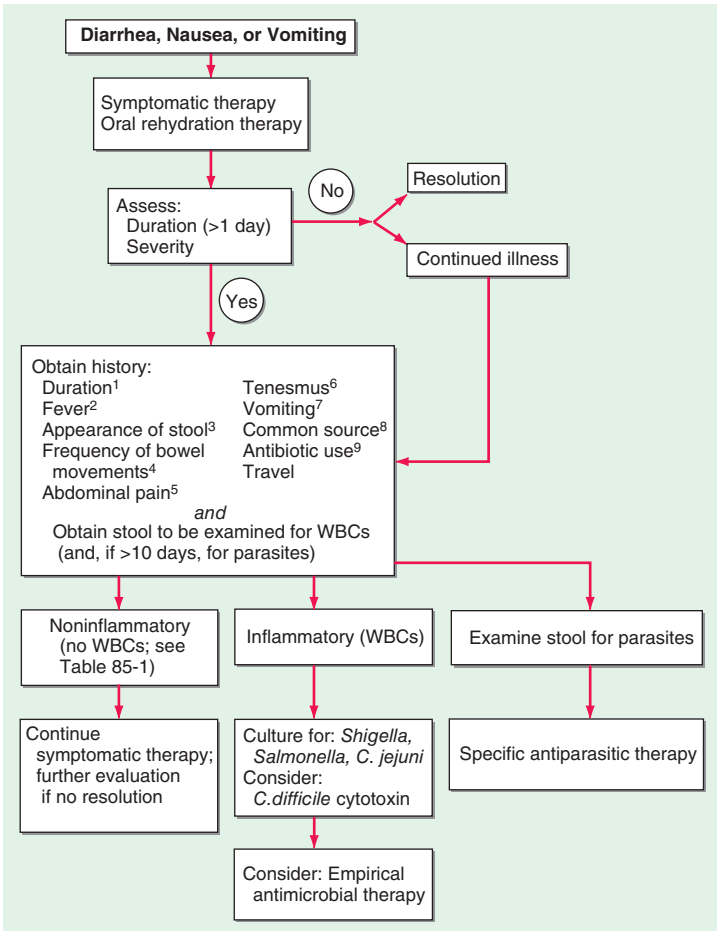 Diarrhea, Nausea, or Vomiting
Symptomatic therapy
Oral rehydration therapy
Assess:
Duration (>1 day)
Severity
No
Resolution
Continued illness
Yes
Obtain history:
Duration¹
Fever²
Appearance of stool³
Frequency of bowel
movements⁴
Abdominal pain⁵
Tenesmus⁶
Vomiting⁷
Common source⁸
Antibiotic use⁹
Travel
and
Obtain stool to be examined for WBCs
(and, if >10 days, for parasites)
Noninflammatory
(no WBCs; see
Table 85-1)
Continue
symptomatic therapy;
further evaluation
if no resolution
Inflammatory (WBCs)
Culture for: Shigella,
Salmonella, C. jejuni
Consider:
C.difficile cytotoxin
Consider: Empirical
antimicrobial therapy
Examine stool for parasites
Specific antiparasitic therapy